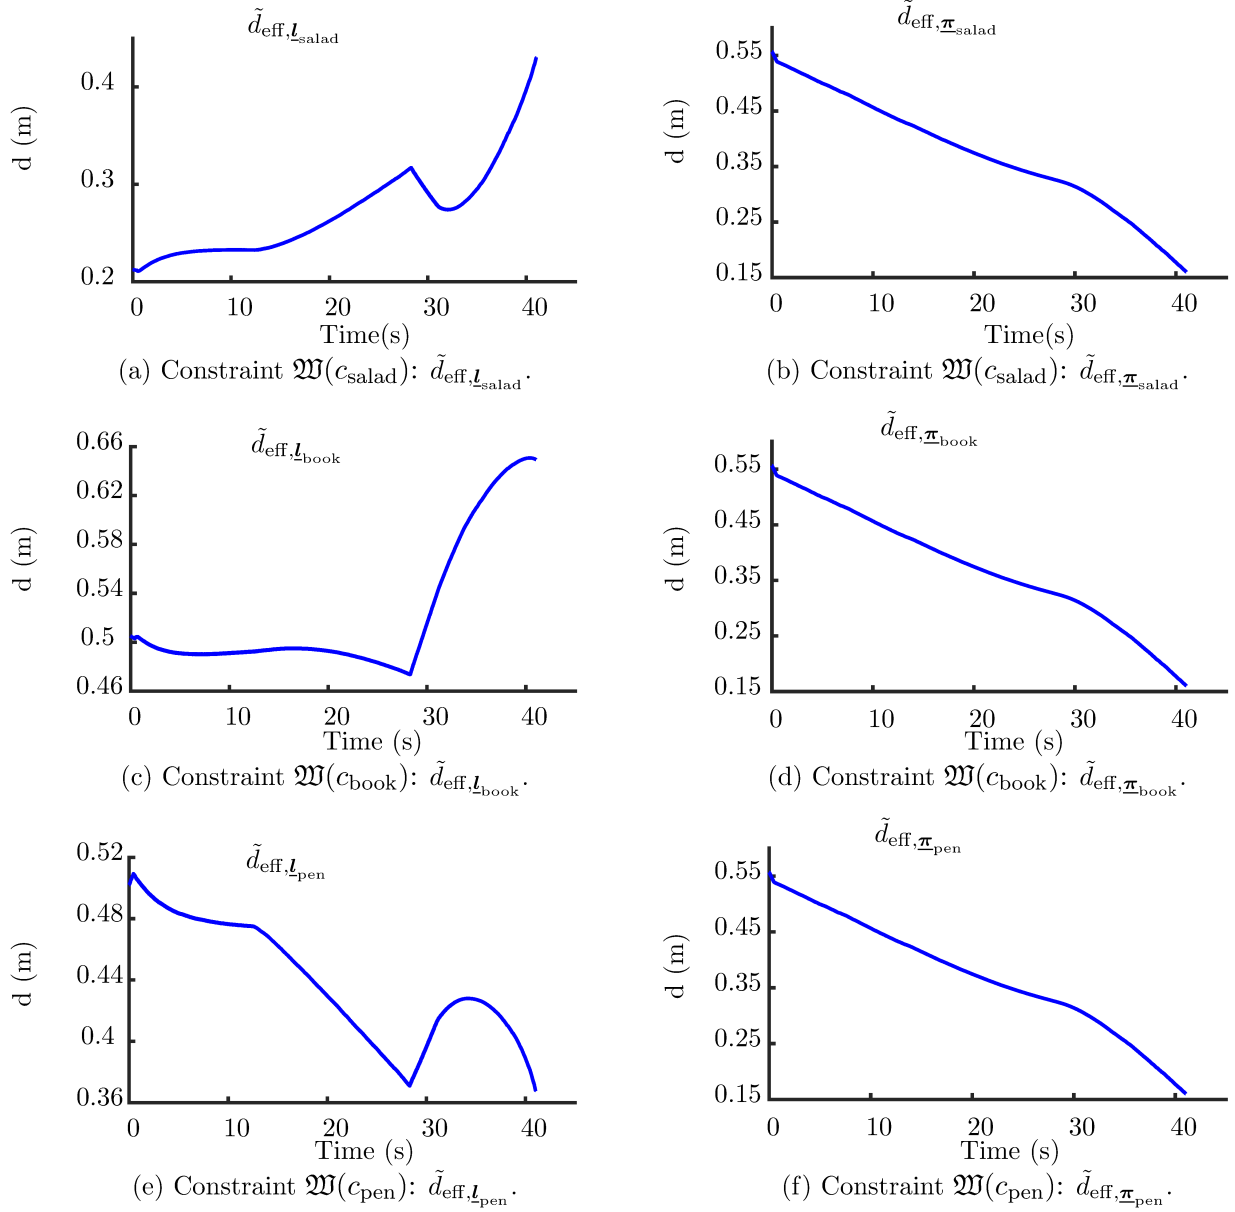 d̃eff,l̲salad
0.4
0.3
0.2
d (m)
0 10 20 30 40
Time(s)
(a) Constraint 𝔚(csalad): d̃eff,l̲salad.
d̃eff,π̲salad
0.55
0.45
0.35
0.25
0.15
d (m)
0 10 20 30 40
Time(s)
(b) Constraint 𝔚(csalad): d̃eff,π̲salad.
d̃eff,l̲book
0.66
0.62
0.58
0.54
0.5
0.46
d (m)
0 10 20 30 40
Time (s)
(c) Constraint 𝔚(cbook): d̃eff,l̲book.
d̃eff,π̲book
0.55
0.45
0.35
0.25
0.15
d (m)
0 10 20 30 40
Time (s)
(d) Constraint 𝔚(cbook): d̃eff,π̲book.
d̃eff,l̲pen
0.52
0.48
0.44
0.4
0.36
d (m)
0 10 20 30 40
Time (s)
(e) Constraint 𝔚(cpen): d̃eff,l̲pen.
d̃eff,π̲pen
0.55
0.45
0.35
0.25
0.15
d (m)
0 10 20 30 40
Time (s)
(f) Constraint 𝔚(cpen): d̃eff,π̲pen.